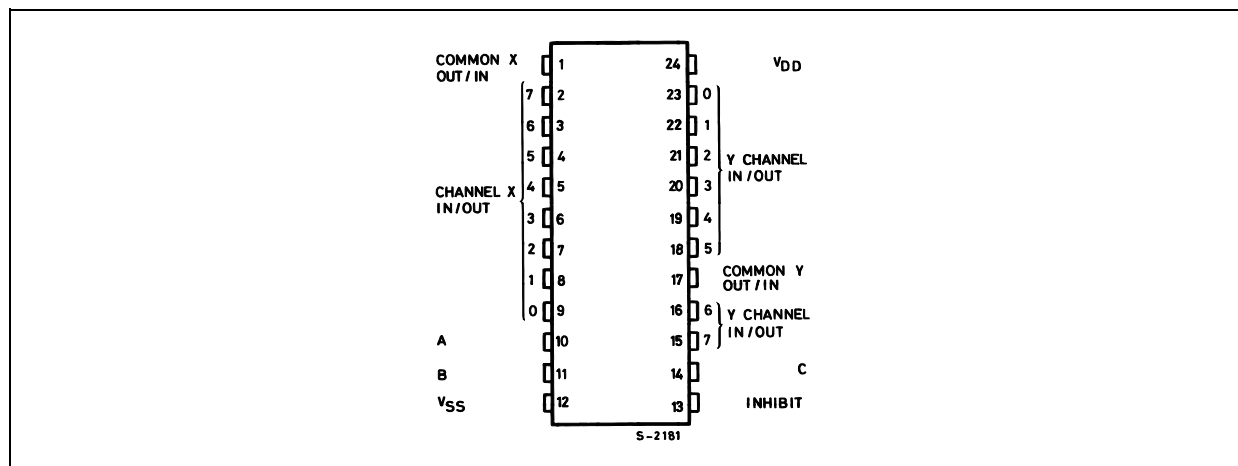 COMMON X 1 24 VDD
OUT/IN
7 2 23 0
6 3 22 1
5 4 21 2 Y CHANNEL
IN/OUT
CHANNEL X 4 5 20 3
IN/OUT
3 6 19 4
2 7 18 5
1 8 17 COMMON Y
OUT/IN
0 9 16 6 Y CHANNEL
A 10 15 7 IN/OUT
B 11 14 C
VSS 12 13 INHIBIT
S-2181